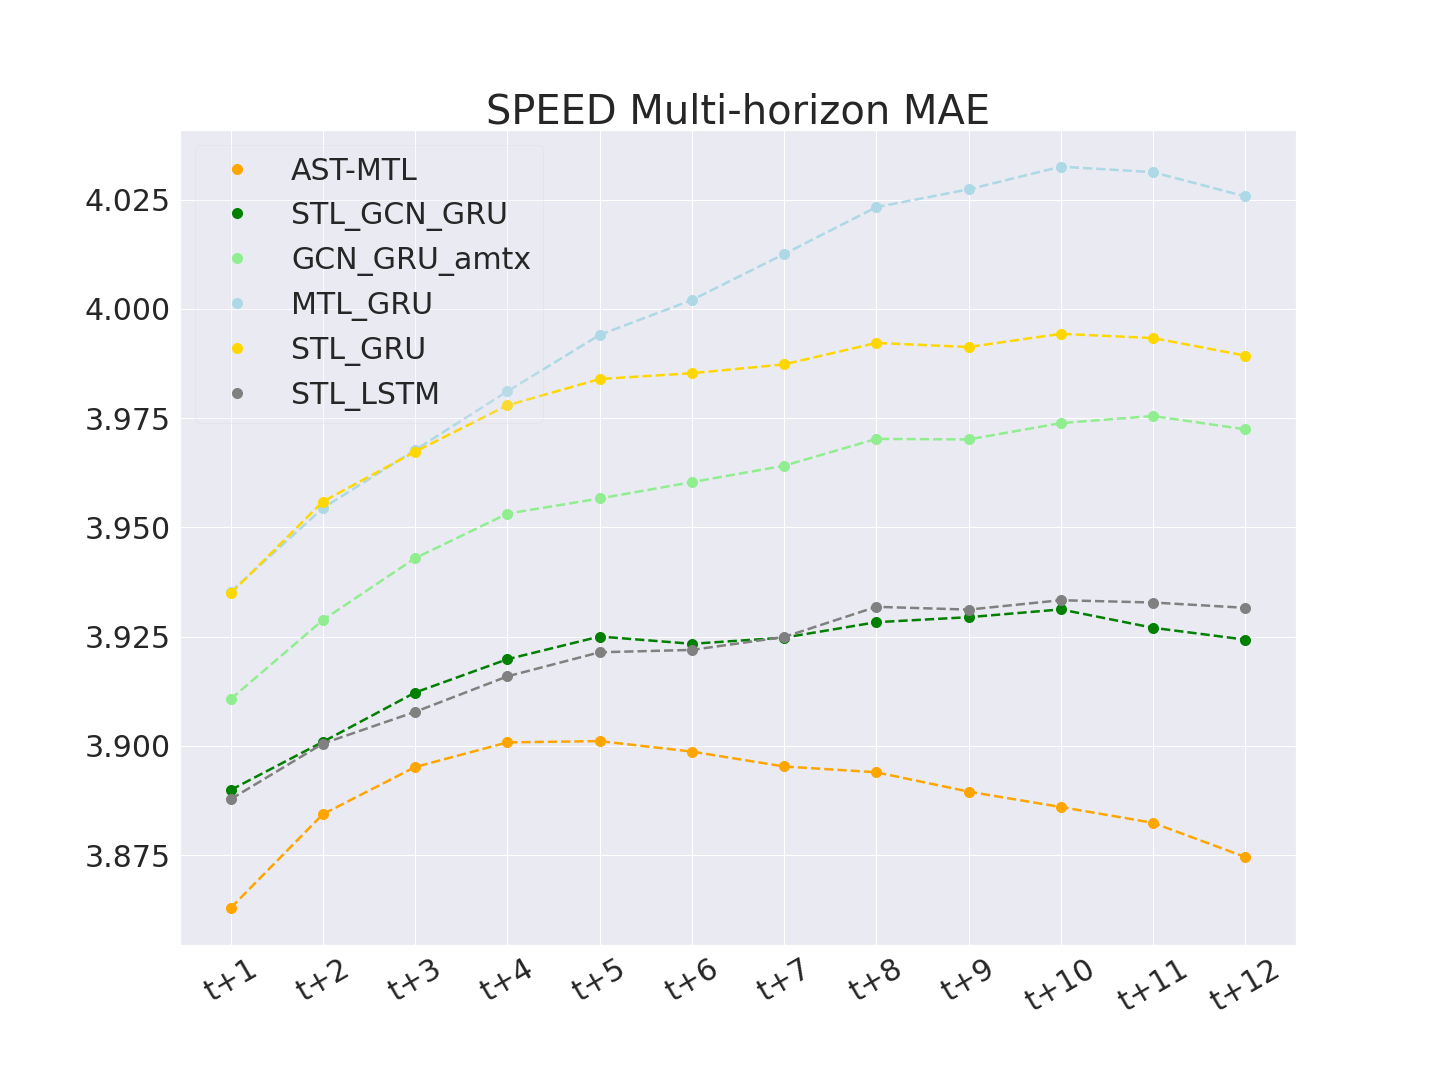 SPEED Multi-horizon MAE
AST-MTL
STL_GCN_GRU
GCN_GRU_amtx
MTL_GRU
STL_GRU
STL_LSTM
4.025
4.000
3.975
3.950
3.925
3.900
3.875
t+1
t+2
t+3
t+4
t+5
t+6
t+7
t+8
t+9
t+10
t+11
t+12